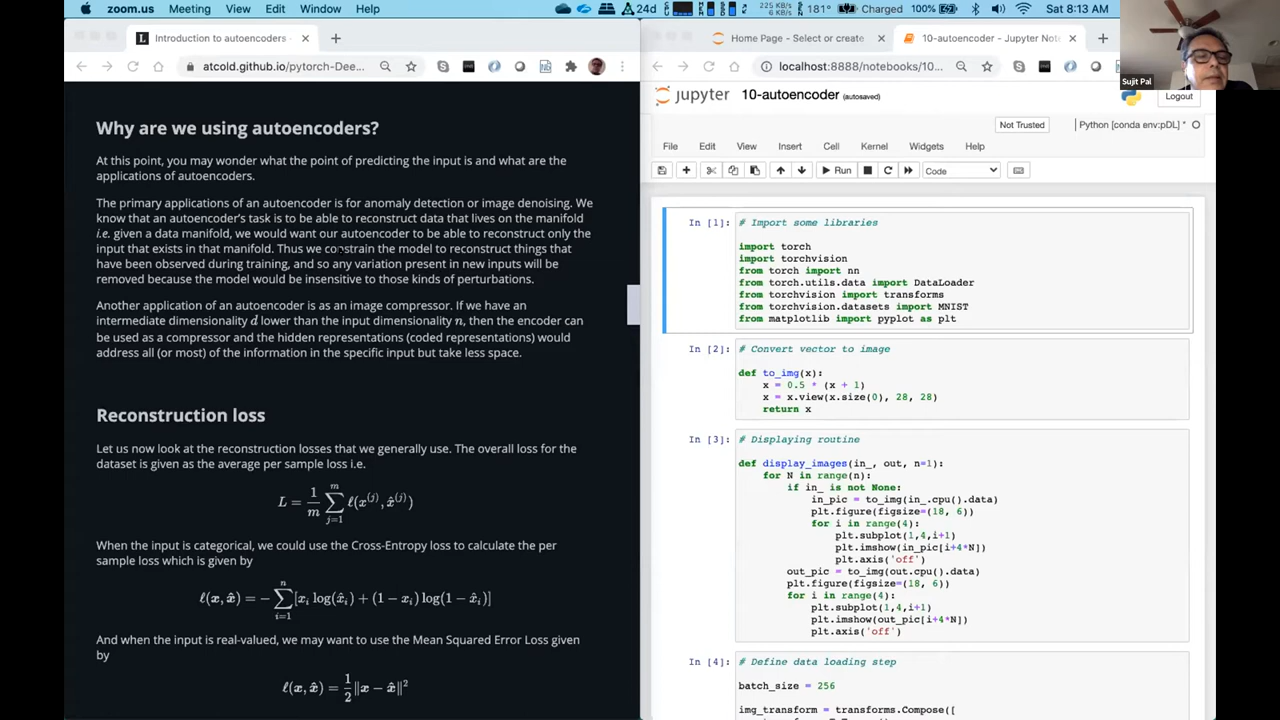 zoom.us Meeting View Edit Window Help
24d
225 KB/s
6 KB/s
181° Charged 100% Sat 8:13 AM
Introduction to autoencoders
atcold.github.io/pytorch-Dee…
Why are we using autoencoders?
At this point, you may wonder what the point of predicting the input is and what are the
applications of autoencoders.
The primary applications of an autoencoder is for anomaly detection or image denoising. We
know that an autoencoder's task is to be able to reconstruct data that lives on the manifold
i.e. given a data manifold, we would want our autoencoder to be able to reconstruct only the
input that exists in that manifold. Thus we constrain the model to reconstruct things that
have been observed during training, and so any variation present in new inputs will be
removed because the model would be insensitive to those kinds of perturbations.
Another application of an autoencoder is as an image compressor. If we have an
intermediate dimensionality d lower than the input dimensionality n, then the encoder can
be used as a compressor and the hidden representations (coded representations) would
address all (or most) of the information in the specific input but take less space.
Reconstruction loss
Let us now look at the reconstruction losses that we generally use. The overall loss for the
dataset is given as the average per sample loss i.e.
L = 1/m ∑_{j=1}^{m} ℓ(x^{(j)}, x̂^{(j)})
When the input is categorical, we could use the Cross-Entropy loss to calculate the per
sample loss which is given by
ℓ(x, x̂) = −∑_{i=1}^{n} [x_i log(x̂_i) + (1 − x_i) log(1 − x̂_i)]
And when the input is real-valued, we may want to use the Mean Squared Error Loss given
by
ℓ(x, x̂) = 1/2 ‖x − x̂‖²
Home Page - Select or create
10-autoencoder - Jupyter Not
localhost:8888/notebooks/10…
jupyter 10-autoencoder (autosaved)
Logout
Not Trusted Python [conda env:pDL] *
File Edit View Insert Cell Kernel Widgets Help
Run Code
In [1]: # Import some libraries
import torch
import torchvision
from torch import nn
from torch.utils.data import DataLoader
from torchvision import transforms
from torchvision.datasets import MNIST
from matplotlib import pyplot as plt
In [2]: # Convert vector to image
def to_img(x):
x = 0.5 * (x + 1)
x = x.view(x.size(0), 28, 28)
return x
In [3]: # Displaying routine
def display_images(in_, out, n=1):
for N in range(n):
if in_ is not None:
in_pic = to_img(in_.cpu().data)
plt.figure(figsize=(18, 6))
for i in range(4):
plt.subplot(1,4,i+1)
plt.imshow(in_pic[i+4*N])
plt.axis('off')
out_pic = to_img(out.cpu().data)
plt.figure(figsize=(18, 6))
for i in range(4):
plt.subplot(1,4,i+1)
plt.imshow(out_pic[i+4*N])
plt.axis('off')
In [4]: # Define data loading step
batch_size = 256
img_transform = transforms.Compose([
Sujit Pal